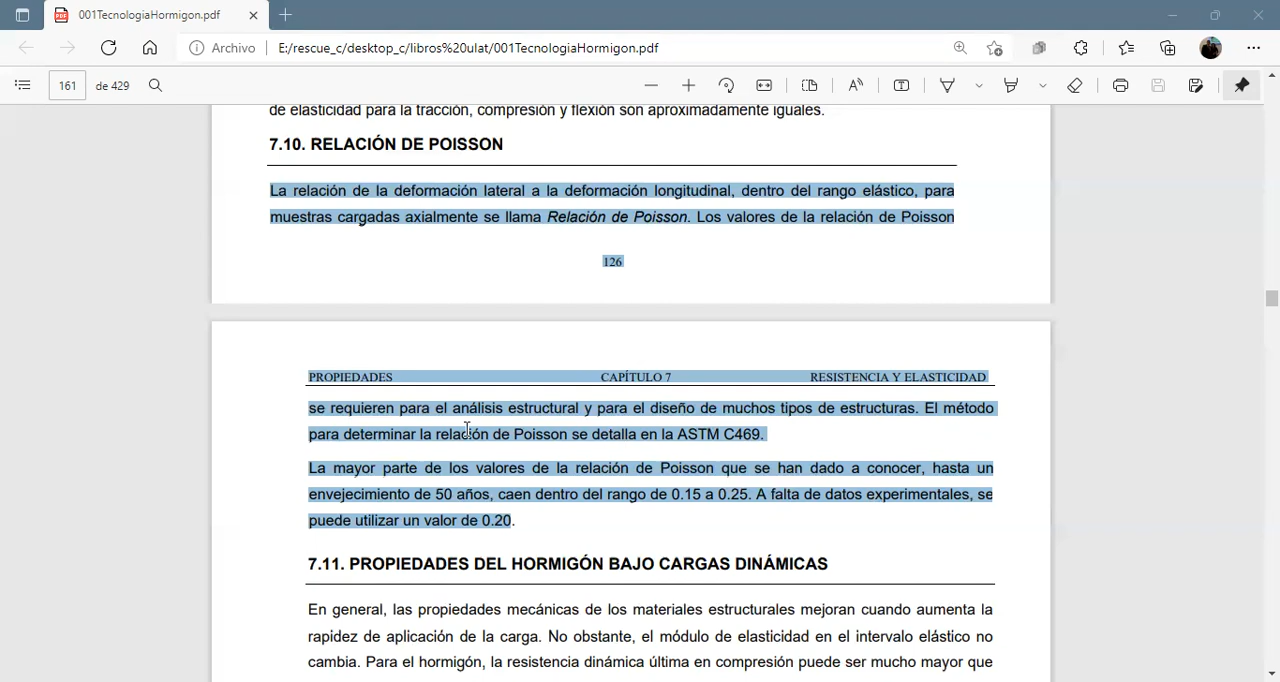 001TecnologiaHormigon.pdf
Archivo E:/rescue_c/desktop_c/libros%20ulat/001TecnologiaHormigon.pdf
161 de 429
de elasticidad para la tracción, compresión y flexión son aproximadamente iguales.
7.10. RELACIÓN DE POISSON
La relación de la deformación lateral a la deformación longitudinal, dentro del rango elástico, para
muestras cargadas axialmente se llama Relación de Poisson. Los valores de la relación de Poisson
126
PROPIEDADES CAPÍTULO 7 RESISTENCIA Y ELASTICIDAD
se requieren para el análisis estructural y para el diseño de muchos tipos de estructuras. El método
para determinar la relación de Poisson se detalla en la ASTM C469.
La mayor parte de los valores de la relación de Poisson que se han dado a conocer, hasta un
envejecimiento de 50 años, caen dentro del rango de 0.15 a 0.25. A falta de datos experimentales, se
puede utilizar un valor de 0.20.
7.11. PROPIEDADES DEL HORMIGÓN BAJO CARGAS DINÁMICAS
En general, las propiedades mecánicas de los materiales estructurales mejoran cuando aumenta la
rapidez de aplicación de la carga. No obstante, el módulo de elasticidad en el intervalo elástico no
cambia. Para el hormigón, la resistencia dinámica última en compresión puede ser mucho mayor que